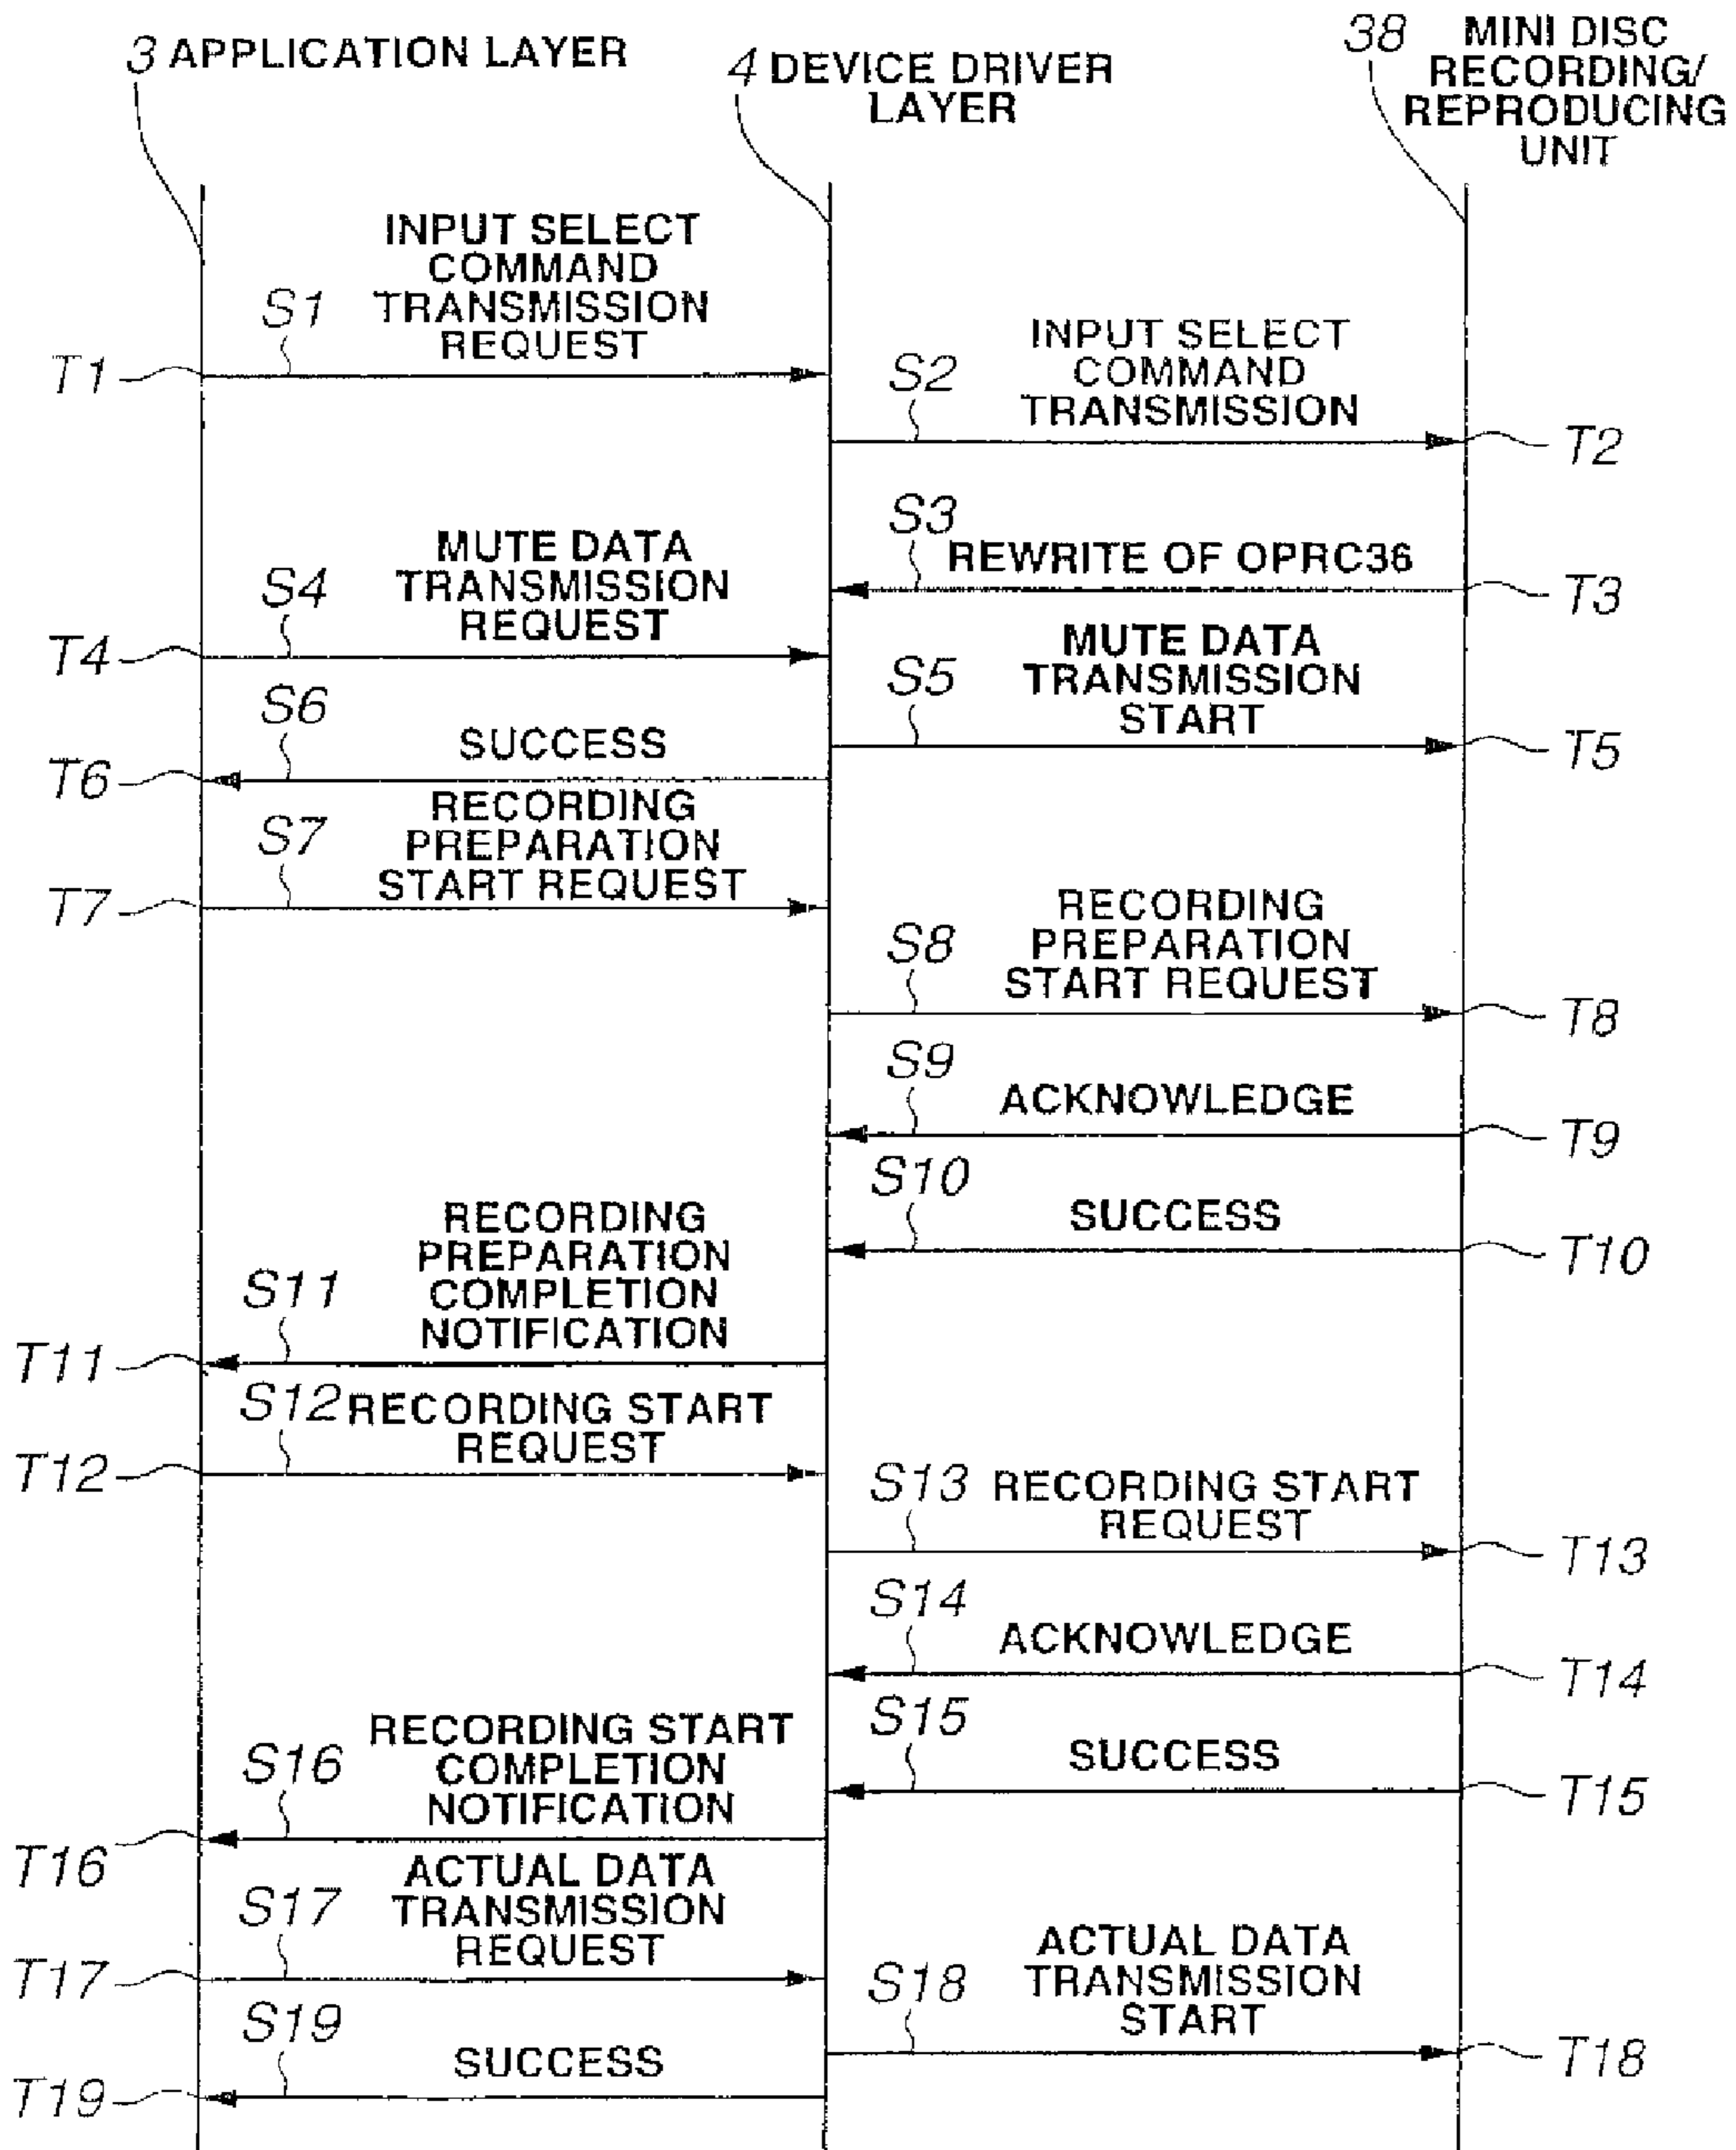 3 APPLICATION LAYER
4 DEVICE DRIVER
LAYER
38 MINI DISC
RECORDING/
REPRODUCING
UNIT
S1
INPUT SELECT
COMMAND
TRANSMISSION
REQUEST
T1
S2
INPUT SELECT
COMMAND
TRANSMISSION
T2
S3
REWRITE OF OPRC36
T3
S4
MUTE DATA
TRANSMISSION
REQUEST
T4
S5
MUTE DATA
TRANSMISSION
START
T5
S6
SUCCESS
T6
S7
RECORDING
PREPARATION
START REQUEST
T7
S8
RECORDING
PREPARATION
START REQUEST
T8
S9
ACKNOWLEDGE
T9
S10
SUCCESS
T10
S11
RECORDING
PREPARATION
COMPLETION
NOTIFICATION
T11
S12
RECORDING START
REQUEST
T12
S13
RECORDING START
REQUEST
T13
S14
ACKNOWLEDGE
T14
S15
SUCCESS
T15
S16
RECORDING START
COMPLETION
NOTIFICATION
T16
S17
ACTUAL DATA
TRANSMISSION
REQUEST
T17
S18
ACTUAL DATA
TRANSMISSION
START
T18
S19
SUCCESS
T19